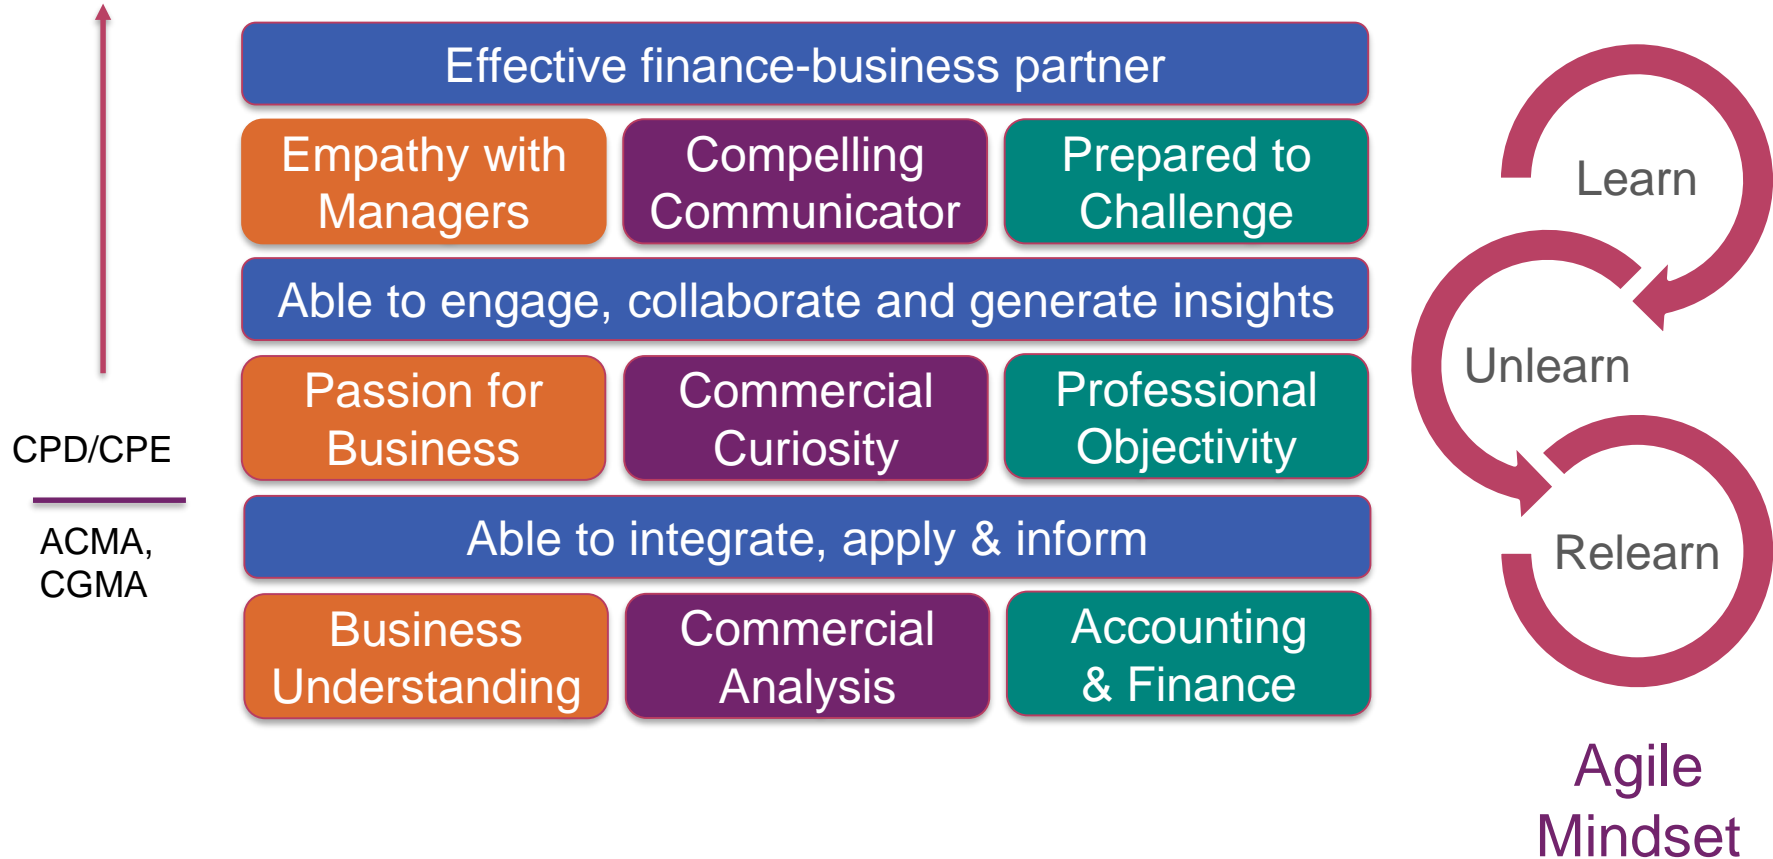 Effective finance-business partner
Empathy with
Managers
Compelling
Communicator
Prepared to
Challenge
Able to engage, collaborate and generate insights
Passion for
Business
Commercial
Curiosity
Professional
Objectivity
Able to integrate, apply & inform
Business
Understanding
Commercial
Analysis
Accounting
& Finance
CPD/CPE
ACMA,
CGMA
Learn
Unlearn
Relearn
Agile
Mindset